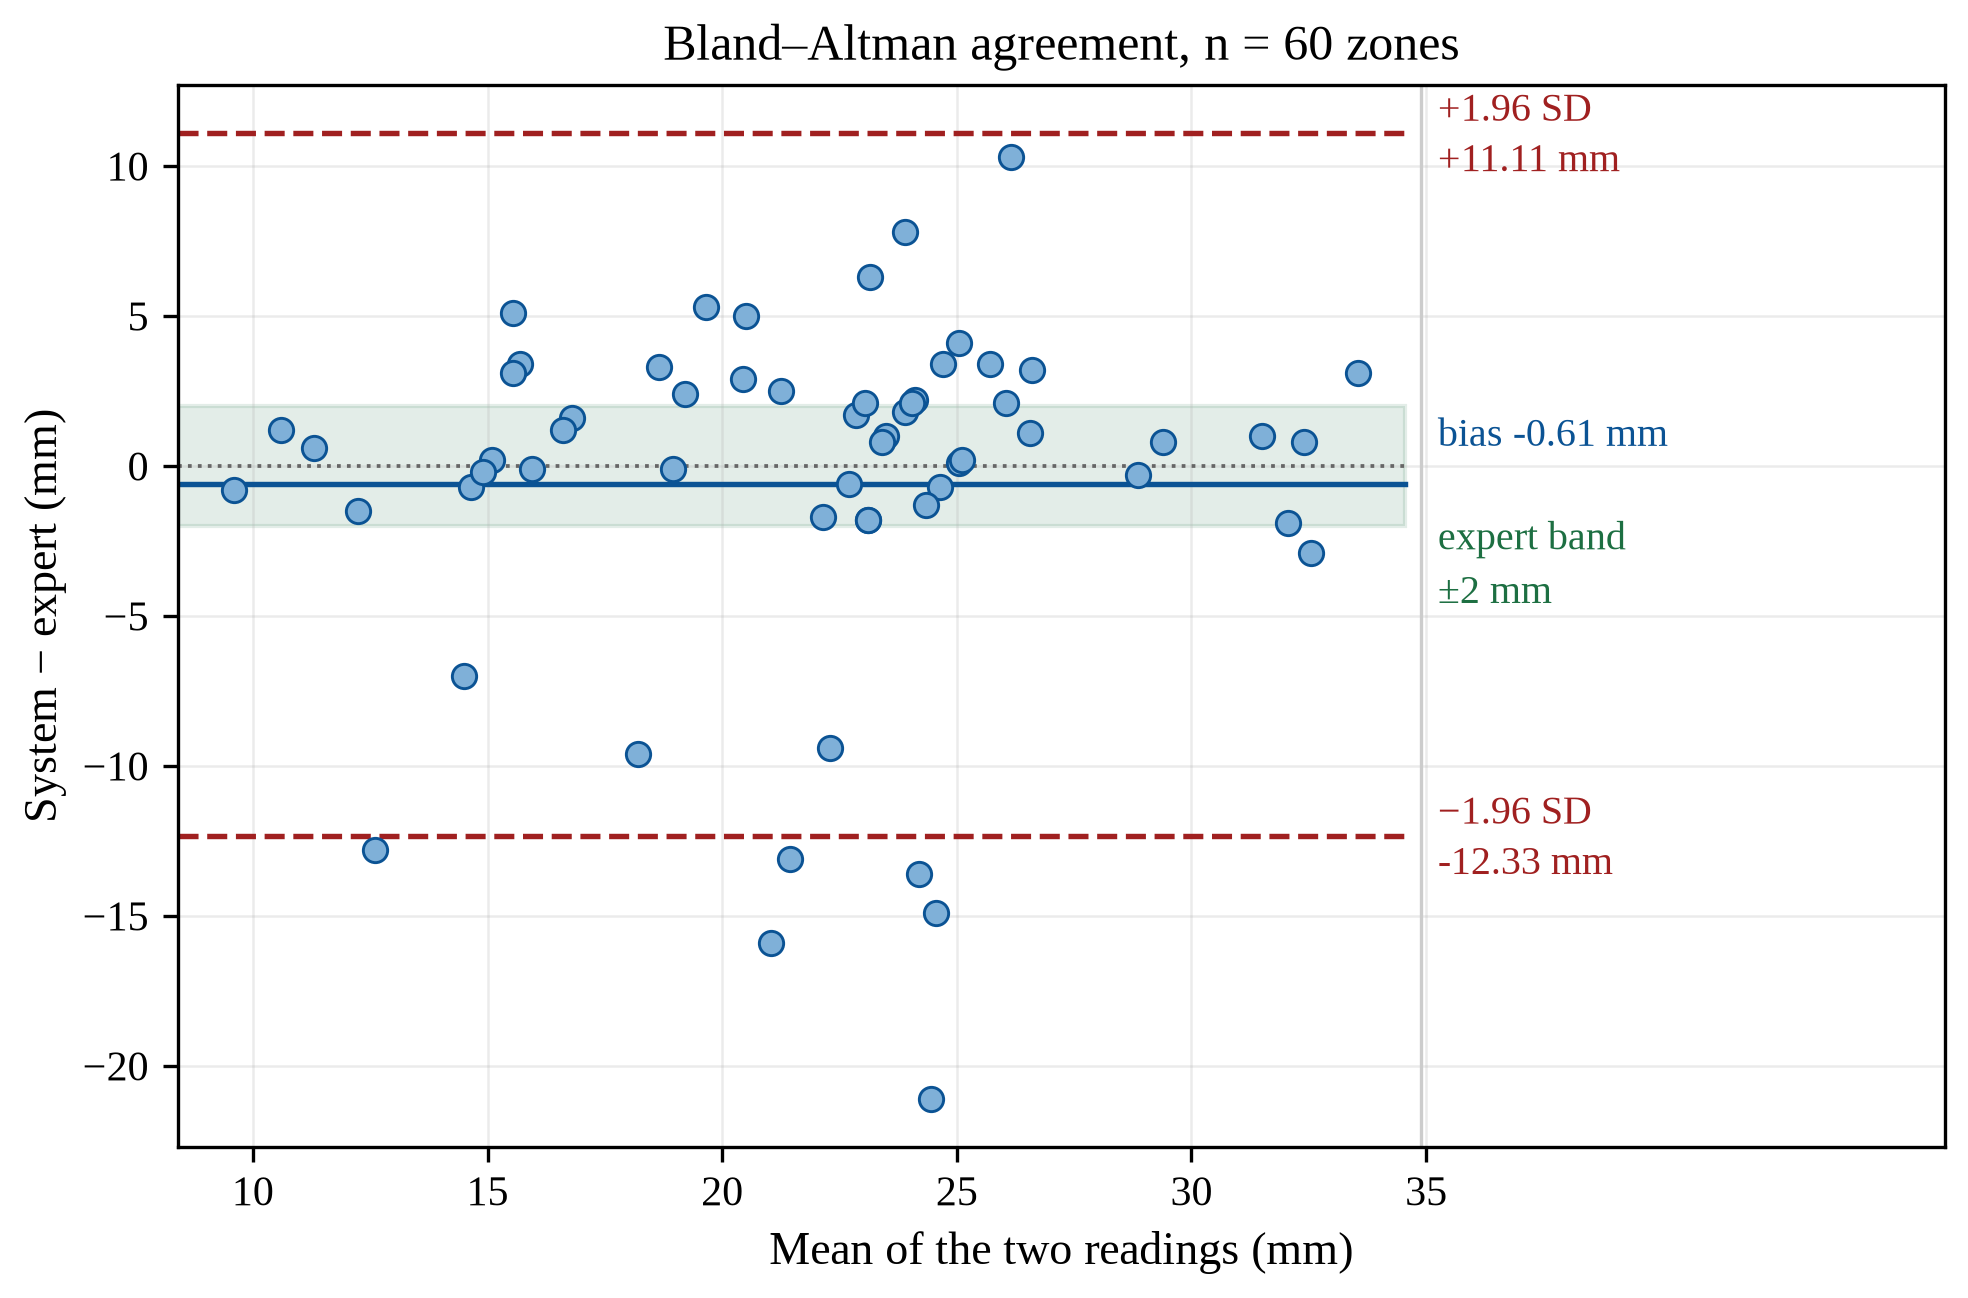 Bland–Altman agreement, n = 60 zones
+1.96 SD
+11.11 mm
bias -0.61 mm
expert band
±2 mm
−1.96 SD
-12.33 mm
System − expert (mm)
10
5
0
−5
−10
−15
−20
10 15 20 25 30 35
Mean of the two readings (mm)